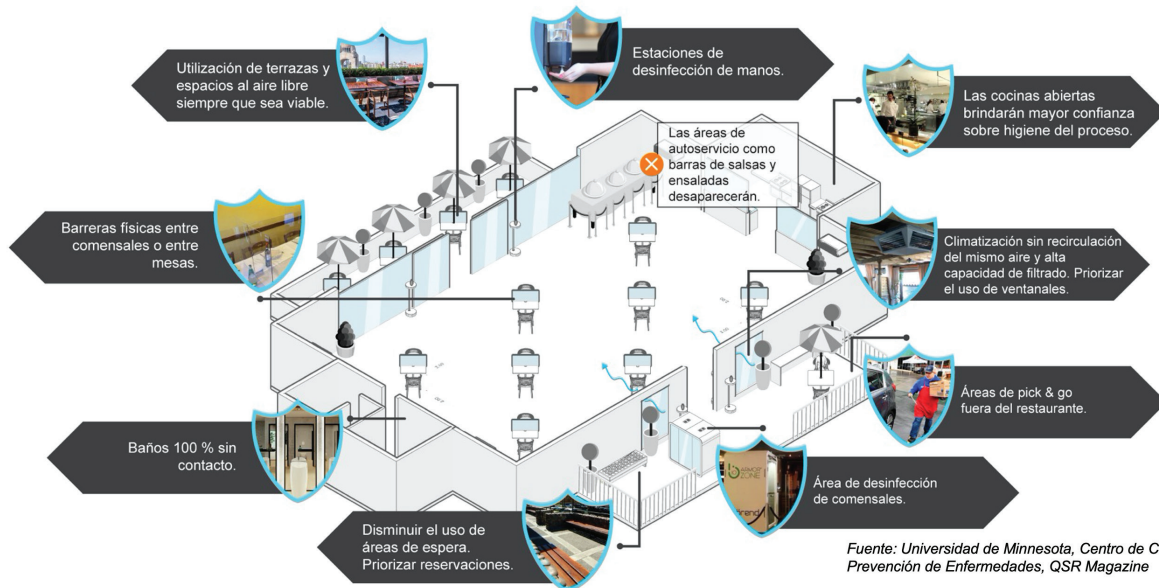 Utilización de terrazas y
espacios al aire libre
siempre que sea viable.
Estaciones de
desinfección de manos.
Las cocinas abiertas
brindarán mayor confianza
sobre higiene del proceso.
Las áreas de
autoservicio como
barras de salsas y
ensaladas
desaparecerán.
Barreras físicas entre
comensales o entre
mesas.
Climatización sin recirculación
del mismo aire y alta
capacidad de filtrado. Priorizar
el uso de ventanales.
Áreas de pick & go
fuera del restaurante.
Baños 100 % sin
contacto.
ARMOR
ZONE
Área de desinfección
de comensales.
Disminuir el uso de
áreas de espera.
Priorizar reservaciones.
Fuente: Universidad de Minnesota, Centro de C
Prevención de Enfermedades, QSR Magazine